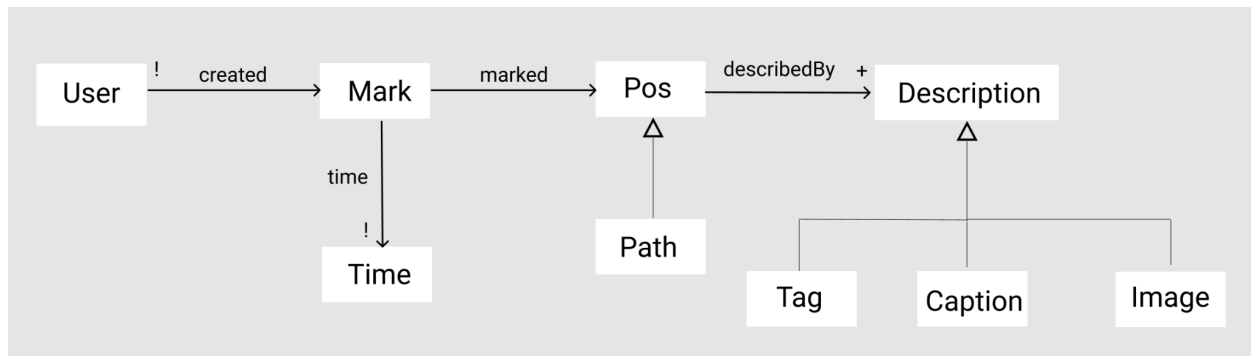 User
!
created
Mark
marked
Pos
describedBy
+
Description
time
!
Time
Path
Tag
Caption
Image